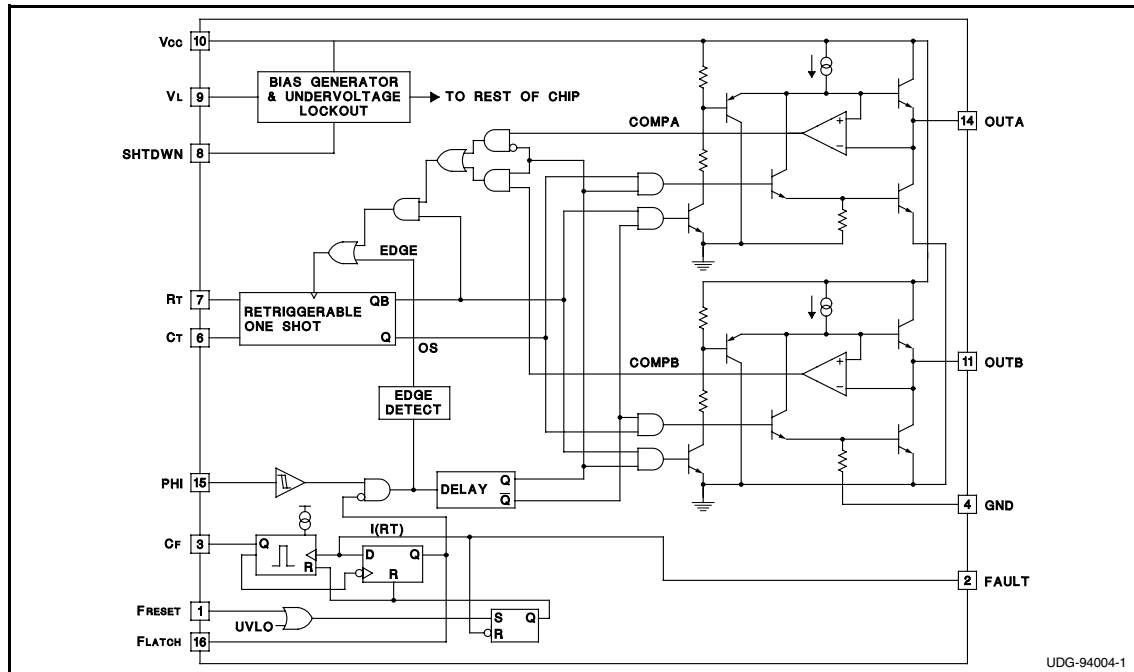 VCC 10
BIAS GENERATOR
& UNDERVOLTAGE
LOCKOUT
TO REST OF CHIP
VL 9
SHTDWN 8
COMPA
+
−
14 OUTA
EDGE
RT 7
CT 6
RETRIGGERABLE
ONE SHOT
QB
Q
OS
COMPB
+
−
11 OUTB
EDGE
DETECT
PHI 15
DELAY
Q
Q̅
4 GND
I(RT)
CF 3
Q
R
D Q
R
2 FAULT
FRESET 1
UVLO
S Q
R
FLATCH 16
UDG-94004-1